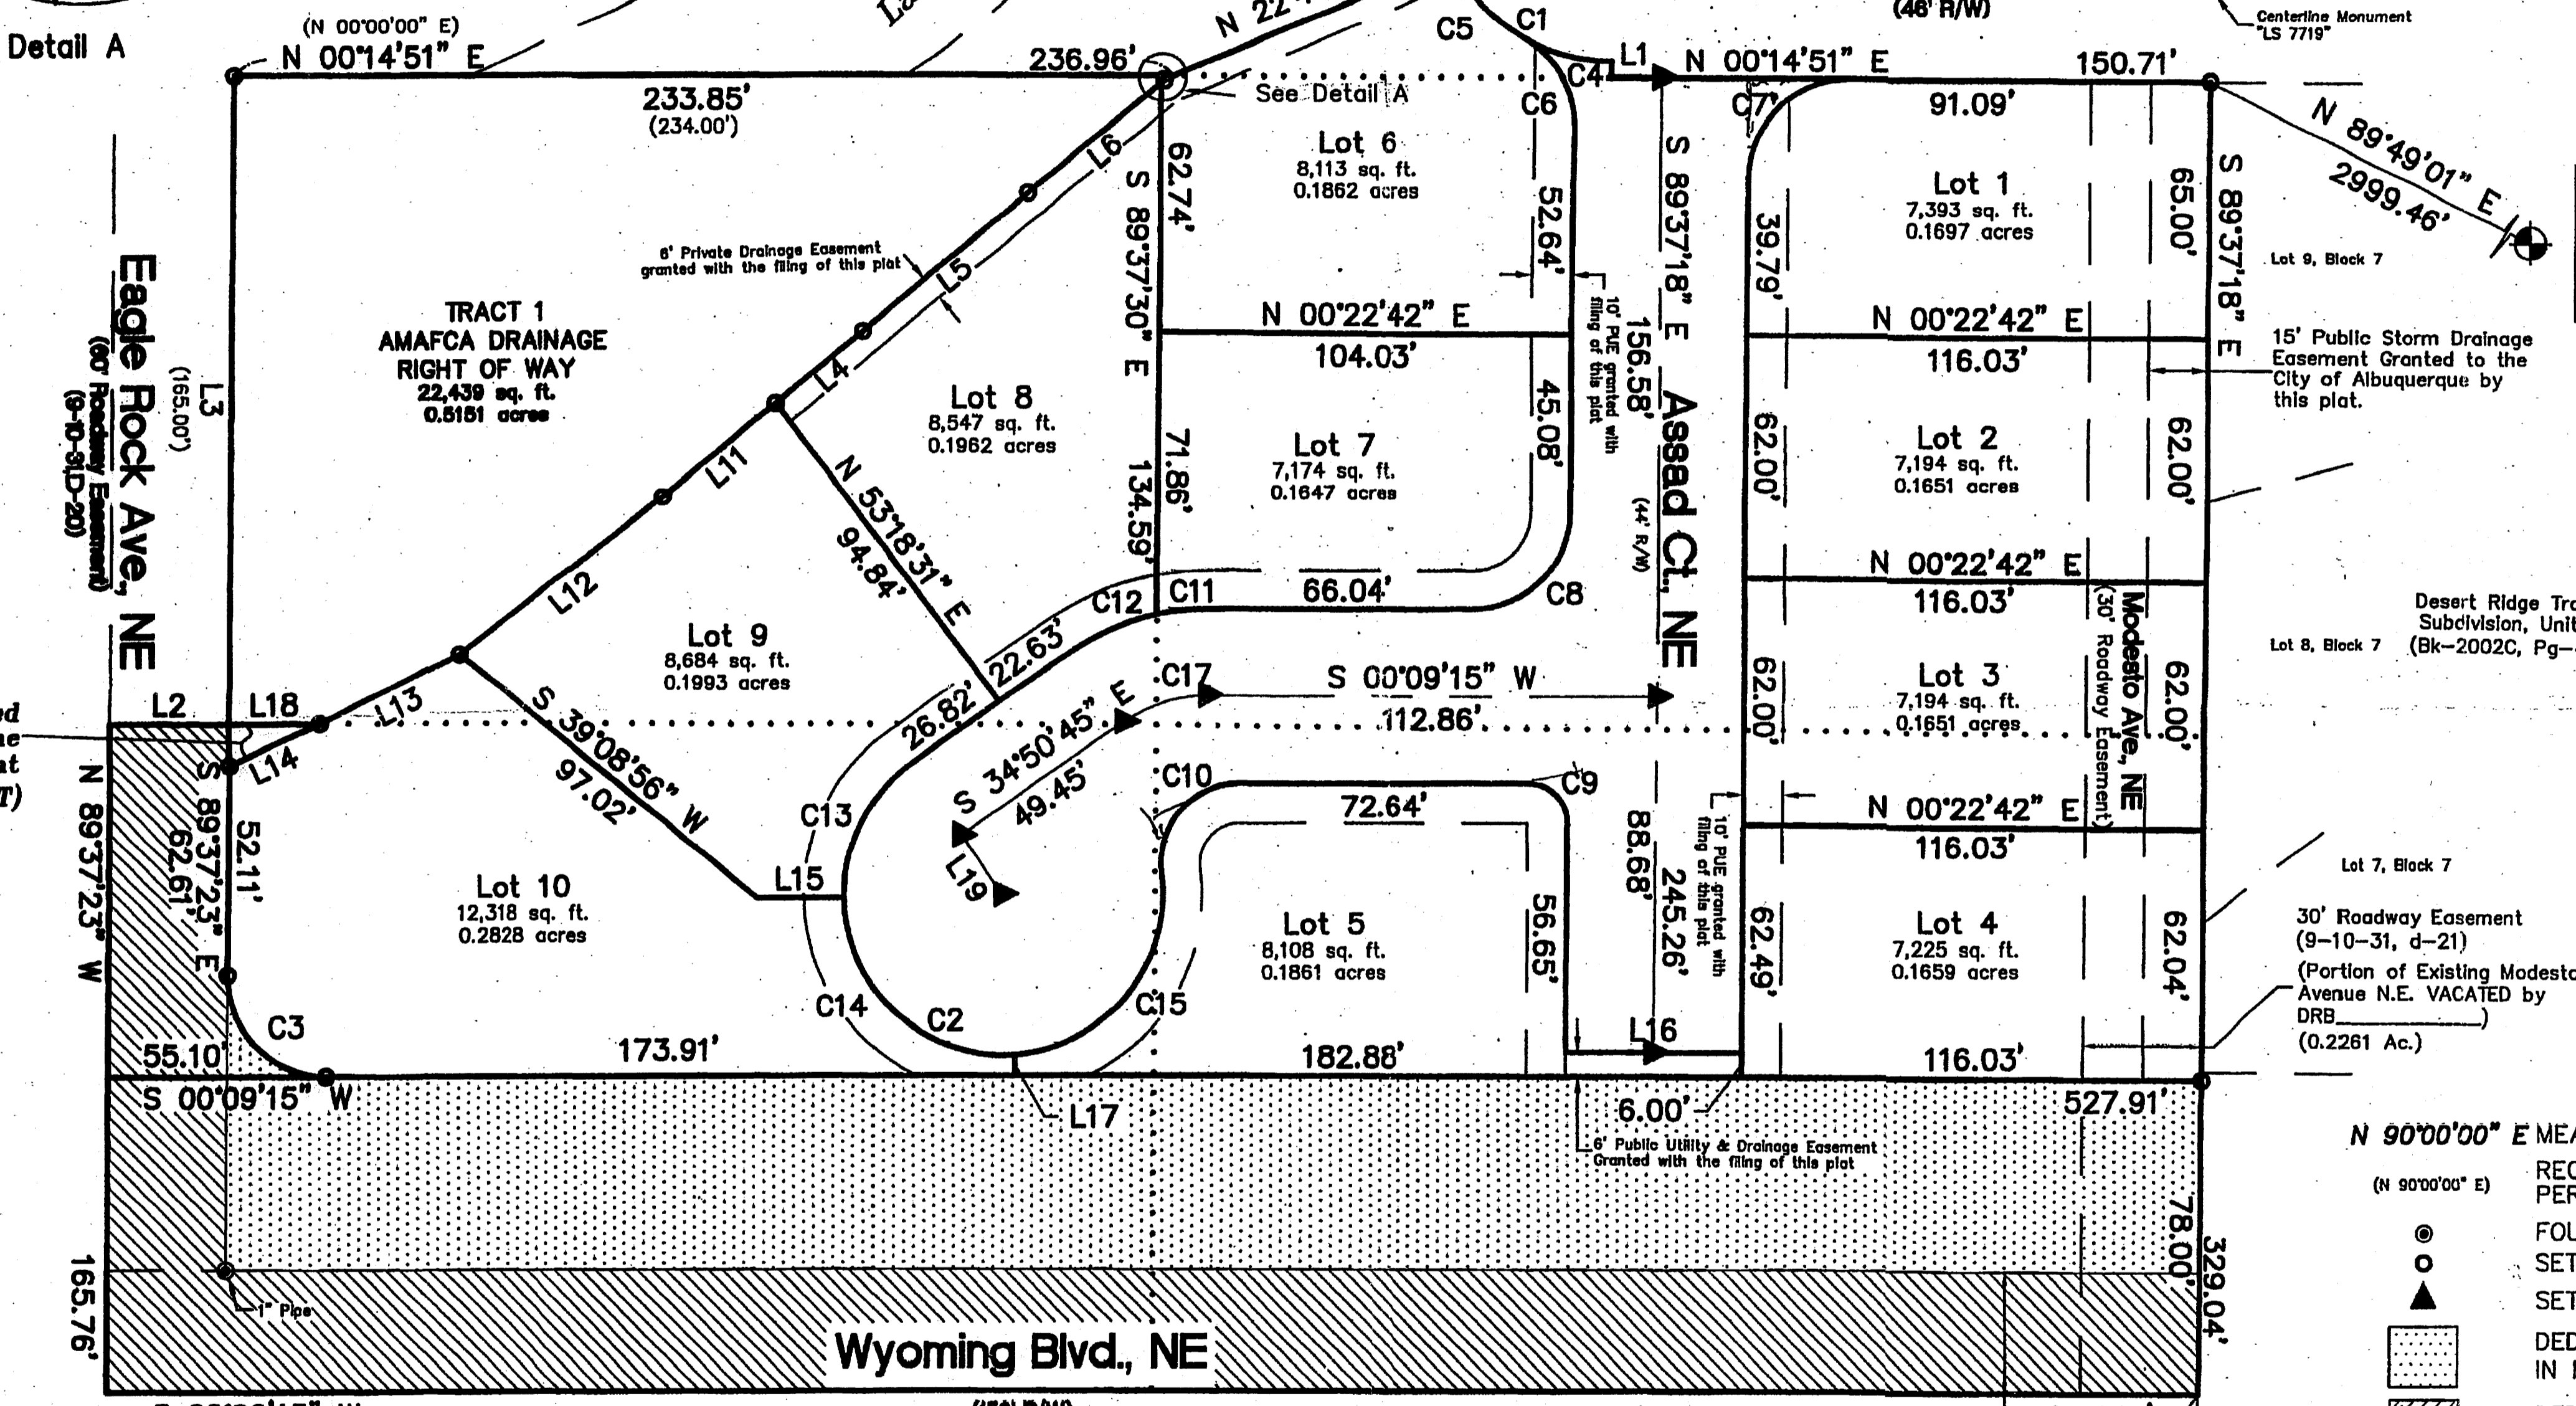 Detail A
(N 00°00'00" E)
N 00°14'51" E
236.96'
233.85'
(234.00')
See Detail A
C5
C1
C4
L1
C6
(46' R/W)
Centerline Monument
"LS 7719"
N 00°14'51" E
150.71'
C7
91.09'
N 89°49'01" E
2999.46'
Eagle Rock Ave., NE
(60' Roadway Easement)
(9-10-31,D-20)
L3
(165.00')
6' Private Drainage Easement
granted with the filing of this plat
TRACT 1
AMAFCA DRAINAGE
RIGHT OF WAY
22,439 sq. ft.
0.5151 acres
L6
L5
L4
L11
L12
L13
L14
L2
L18
62.74'
S 89°37'30" E
71.86'
134.59'
Lot 6
8,113 sq. ft.
0.1862 acres
52.64'
10' PUE granted with
filing of this plat
N 00°22'42" E
104.03'
Lot 7
7,174 sq. ft.
0.1647 acres
45.08'
C8
66.04'
C11
C12
Lot 8
8,547 sq. ft.
0.1962 acres
N 53°18'31" E
94.84'
22.63'
26.82'
Lot 9
8,684 sq. ft.
0.1993 acres
S 39°08'56" W
97.02'
L15
C13
C14
C2
C15
Lot 10
12,318 sq. ft.
0.2828 acres
C17
S 34°50'45" E
49.45'
L19
S 00°09'15" W
112.86'
C10
C9
72.64'
Lot 5
8,108 sq. ft.
0.1861 acres
56.65'
S 89°37'18" E
156.58'
Assad Ct., NE
(44' R/W)
88.68'
245.26'
10' PUE granted with
filing of this plat
L16
Lot 1
7,393 sq. ft.
0.1697 acres
39.79'
65.00'
S 89°37'18" E
N 00°22'42" E
116.03'
Lot 2
7,194 sq. ft.
0.1651 acres
62.00'
62.00'
N 00°22'42" E
116.03'
Lot 3
7,194 sq. ft.
0.1651 acres
62.00'
62.00'
Modesto Ave., NE
(30' Roadway Easement)
N 00°22'42" E
116.03'
Lot 4
7,225 sq. ft.
0.1659 acres
62.49'
62.04'
116.03'
Lot 9, Block 7
15' Public Storm Drainage
Easement Granted to the
City of Albuquerque by
this plat.
Desert Ridge
Subdivision,
Lot 8, Block 7
(Bk-2002C,
Lot 7, Block 7
30' Roadway Easement
(9-10-31, d-21)
(Portion of Existing
Avenue N.E. VACATED by
DRB____________)
(0.2261 Ac.)
N 89°37'23" W
165.76'
S 89°37'23" E
62.61'
52.11'
C3
55.10'
S 00°09'15" W
173.91'
182.88'
L17
6.00'
527.91'
6' Public Utility & Drainage Easement
Granted with the filing of this plat
78.00'
329.04'
1" Pipe
Wyoming Blvd., NE
N 90°00'00" E
(N 90°00'00" E)
SET
SET